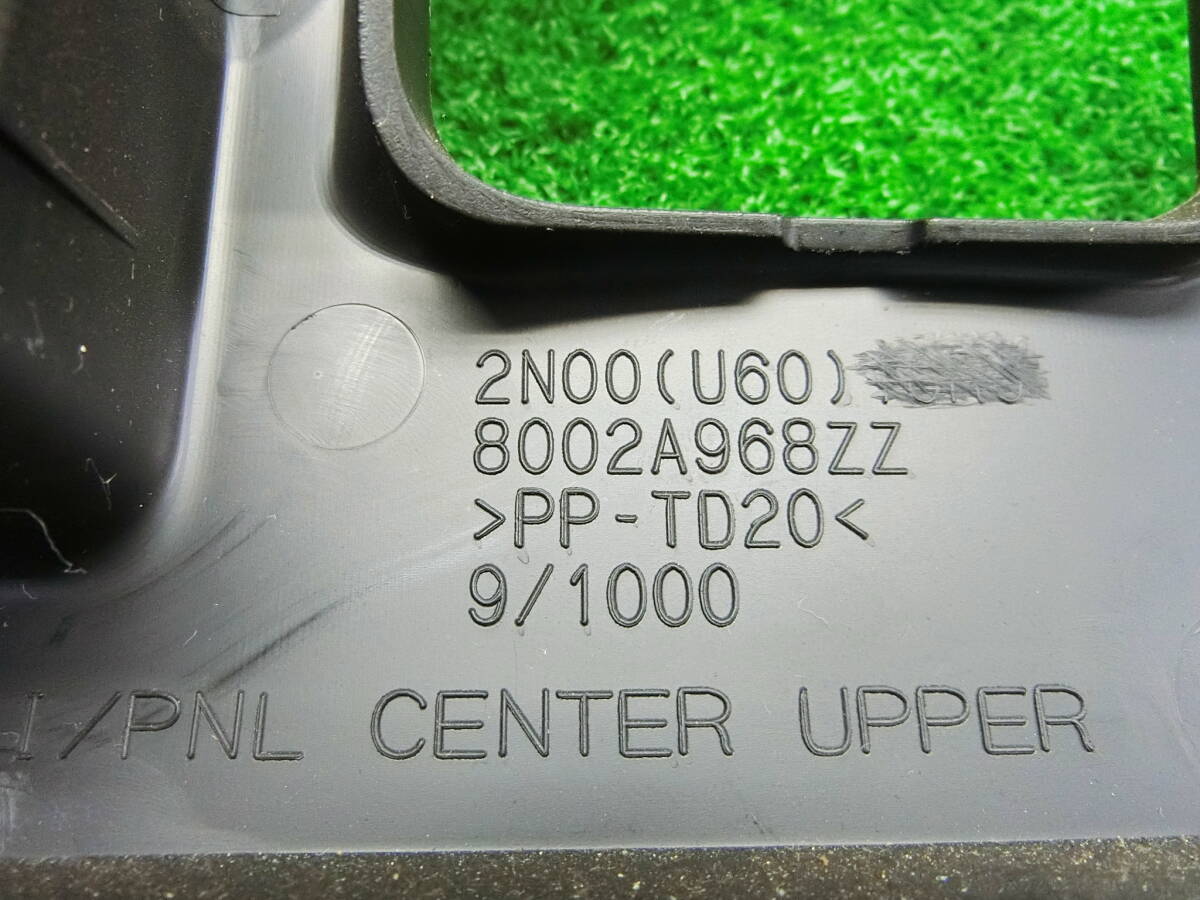 2N00(U60)
8002A968ZZ
>PP-TD20<
9/1000
I/PNL CENTER UPPER